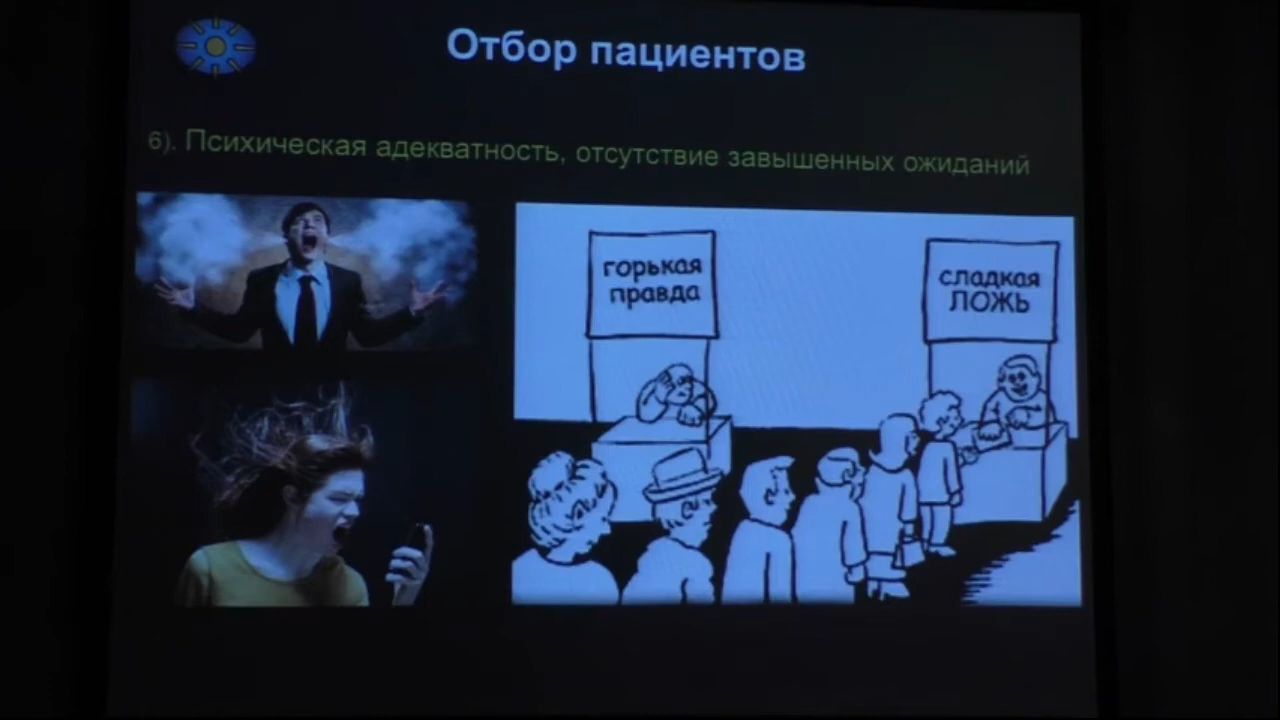 Отбор пациентов
6). Психическая адекватность, отсутствие завышенных ожиданий
горькая
правда
сладкая
ЛОЖЬ